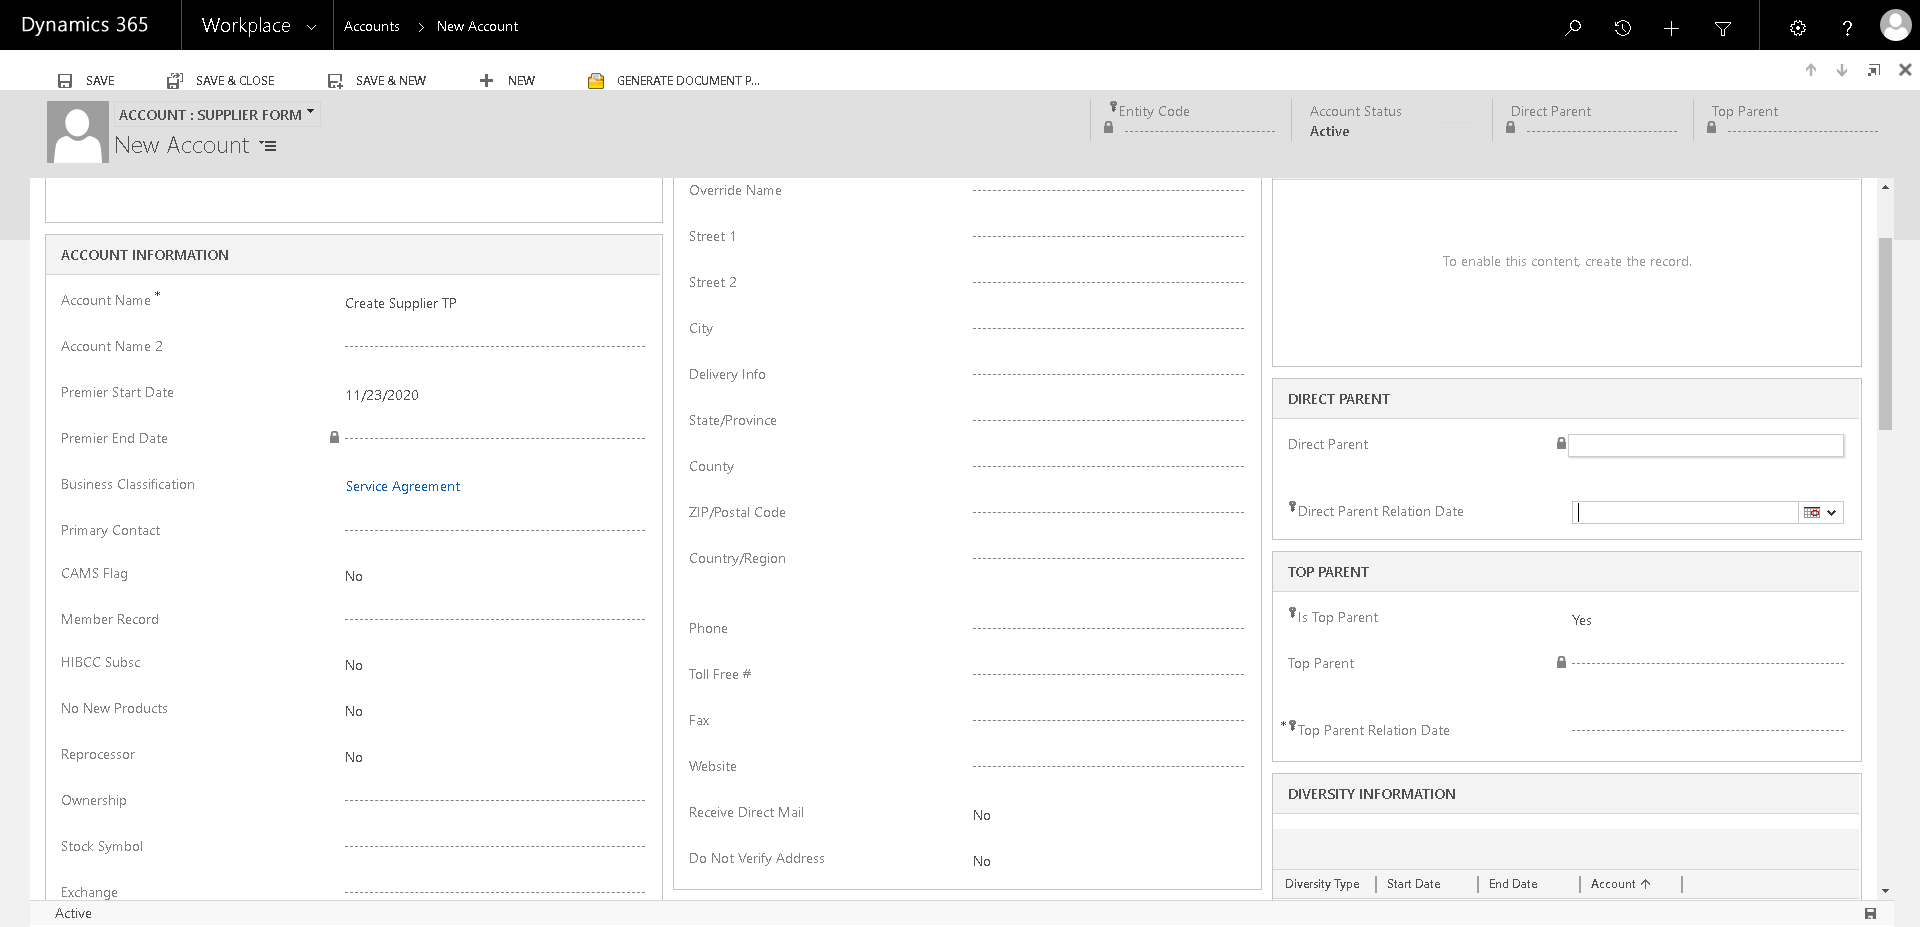 Dynamics 365
Workplace
Accounts > New Account
?
SAVE
SAVE & CLOSE
SAVE & NEW
NEW
GENERATE DOCUMENT P...
ACCOUNT : SUPPLIER FORM
New Account
Entity Code
Account Status
Active
Direct Parent
Top Parent
ACCOUNT INFORMATION
Account Name *
Create Supplier TP
Account Name 2
Premier Start Date
11/23/2020
Premier End Date
Business Classification
Service Agreement
Primary Contact
CAMS Flag
No
Member Record
HIBCC Subsc
No
No New Products
No
Reprocessor
No
Ownership
Stock Symbol
Exchange
Override Name
Street 1
Street 2
City
Delivery Info
State/Province
County
ZIP/Postal Code
Country/Region
Phone
Toll Free #
Fax
Website
Receive Direct Mail
No
Do Not Verify Address
No
To enable this content, create the record.
DIRECT PARENT
Direct Parent
Direct Parent Relation Date
TOP PARENT
Is Top Parent
Yes
Top Parent
* Top Parent Relation Date
DIVERSITY INFORMATION
Diversity Type
Start Date
End Date
Account ↑
Active